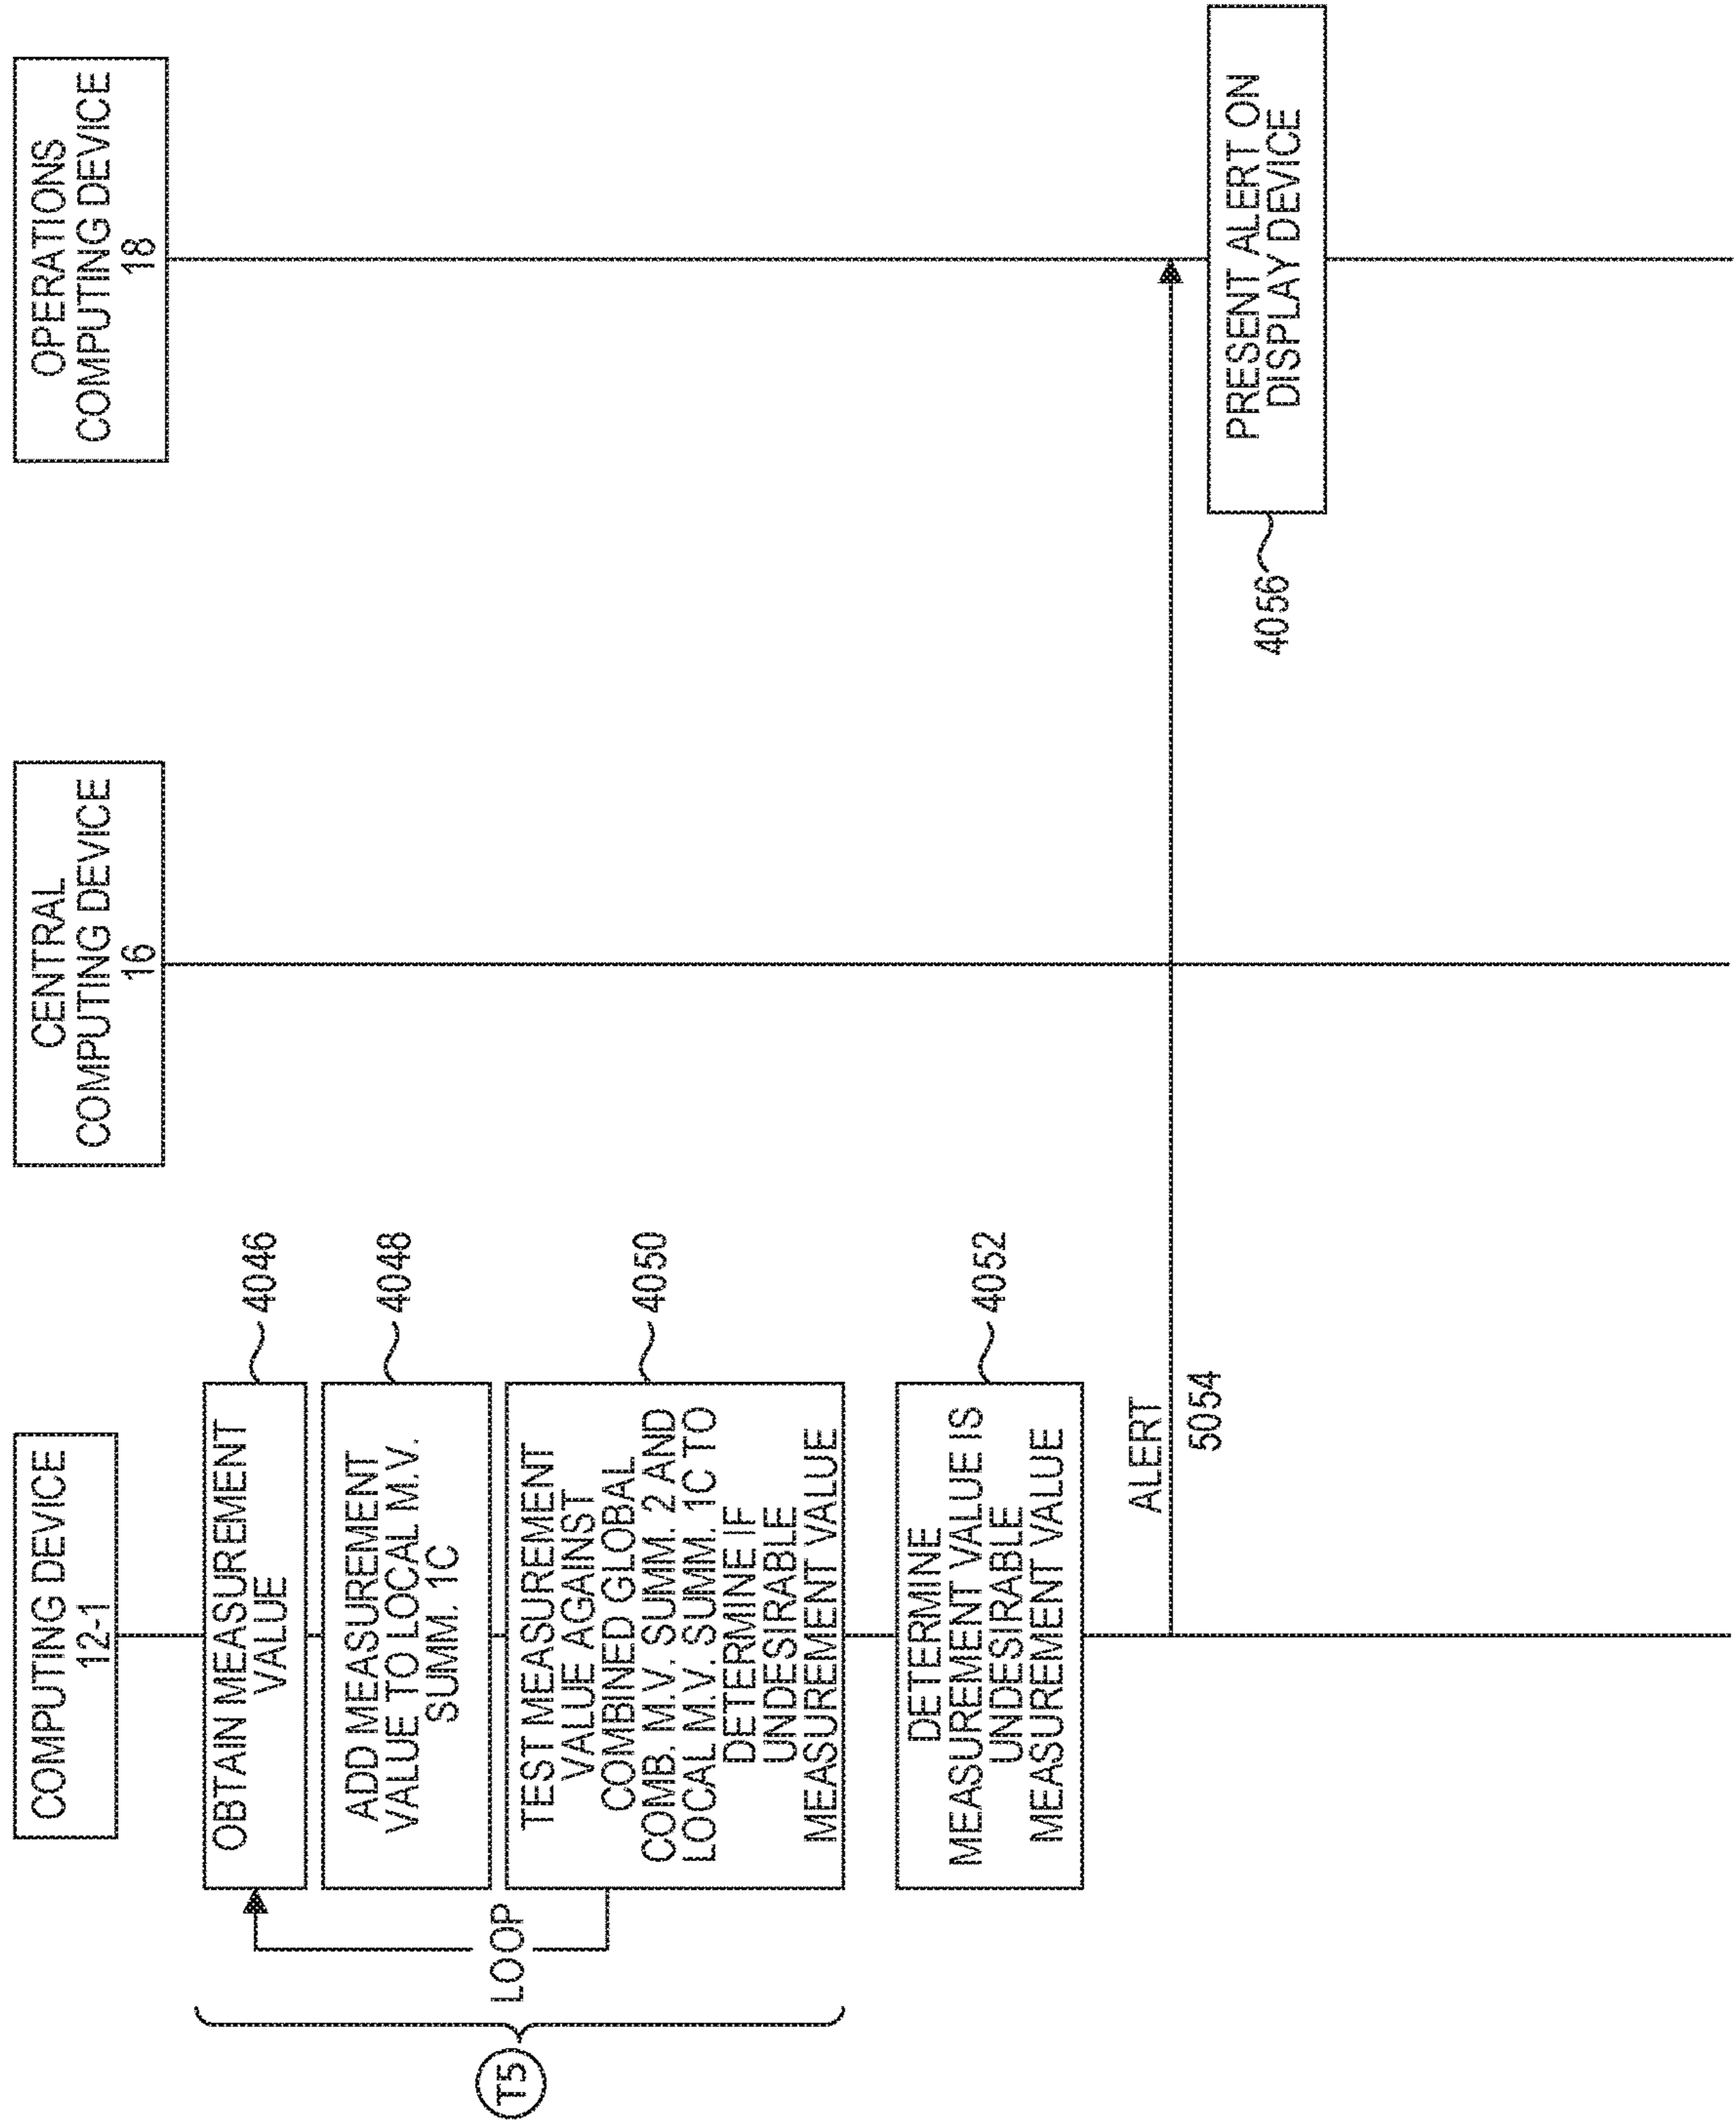 COMPUTING DEVICE
12-1
CENTRAL
COMPUTING DEVICE
16
OPERATIONS
COMPUTING DEVICE
18
OBTAIN MEASUREMENT
VALUE
4046
ADD MEASUREMENT
VALUE TO LOCAL M.V.
SUMM. 1C
4048
LOOP
T5
TEST MEASUREMENT
VALUE AGAINST
COMBINED GLOBAL
COMB. M.V. SUMM. 2 AND
LOCAL M.V. SUMM. 1C TO
DETERMINE IF
UNDESIRABLE
MEASUREMENT VALUE
4050
DETERMINE
MEASUREMENT VALUE IS
UNDESIRABLE
MEASUREMENT VALUE
4052
ALERT
5054
4056
PRESENT ALERT ON
DISPLAY DEVICE